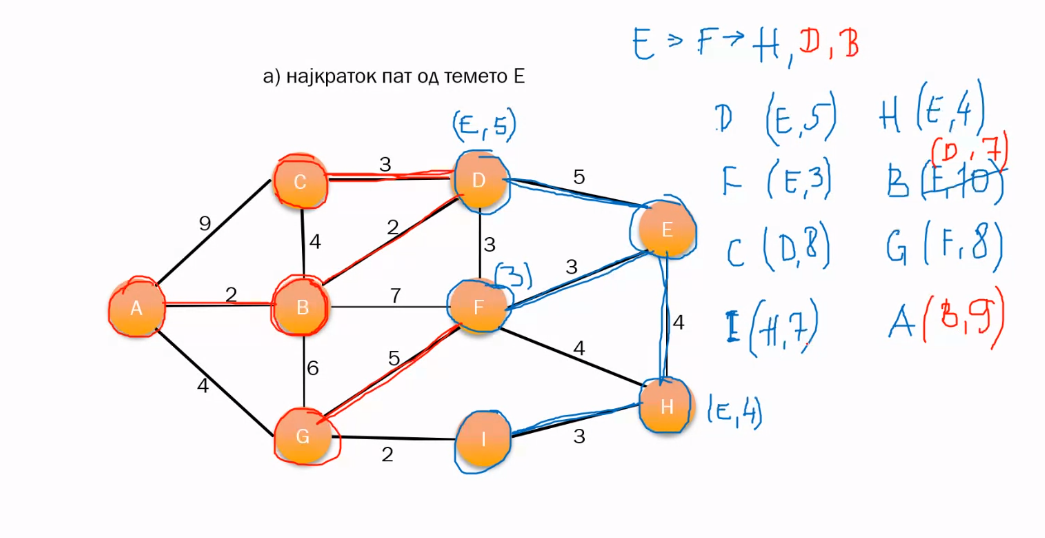 E > F → H, D, B
а) најкраток пат од темето Е
(E, 5)
D (E, 5) H (E, 4)
(D, 7)
F (E,3) B (F,10)
C (D,8) G (F, 8)
I (H,7) A (B,9)
C 3 D 5 E
9 4 2 3 3 (3)
A 2 B 7 F 4
4 6 5 4
G 2 I 3 H (E,4)